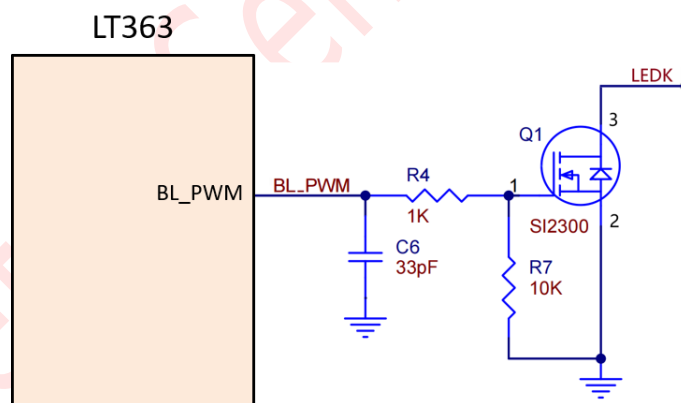 LT363
LEDK
3
Q1
BL_PWM
BL_PWM
R4
1
1K
SI2300
2
C6
33pF
R7
10K